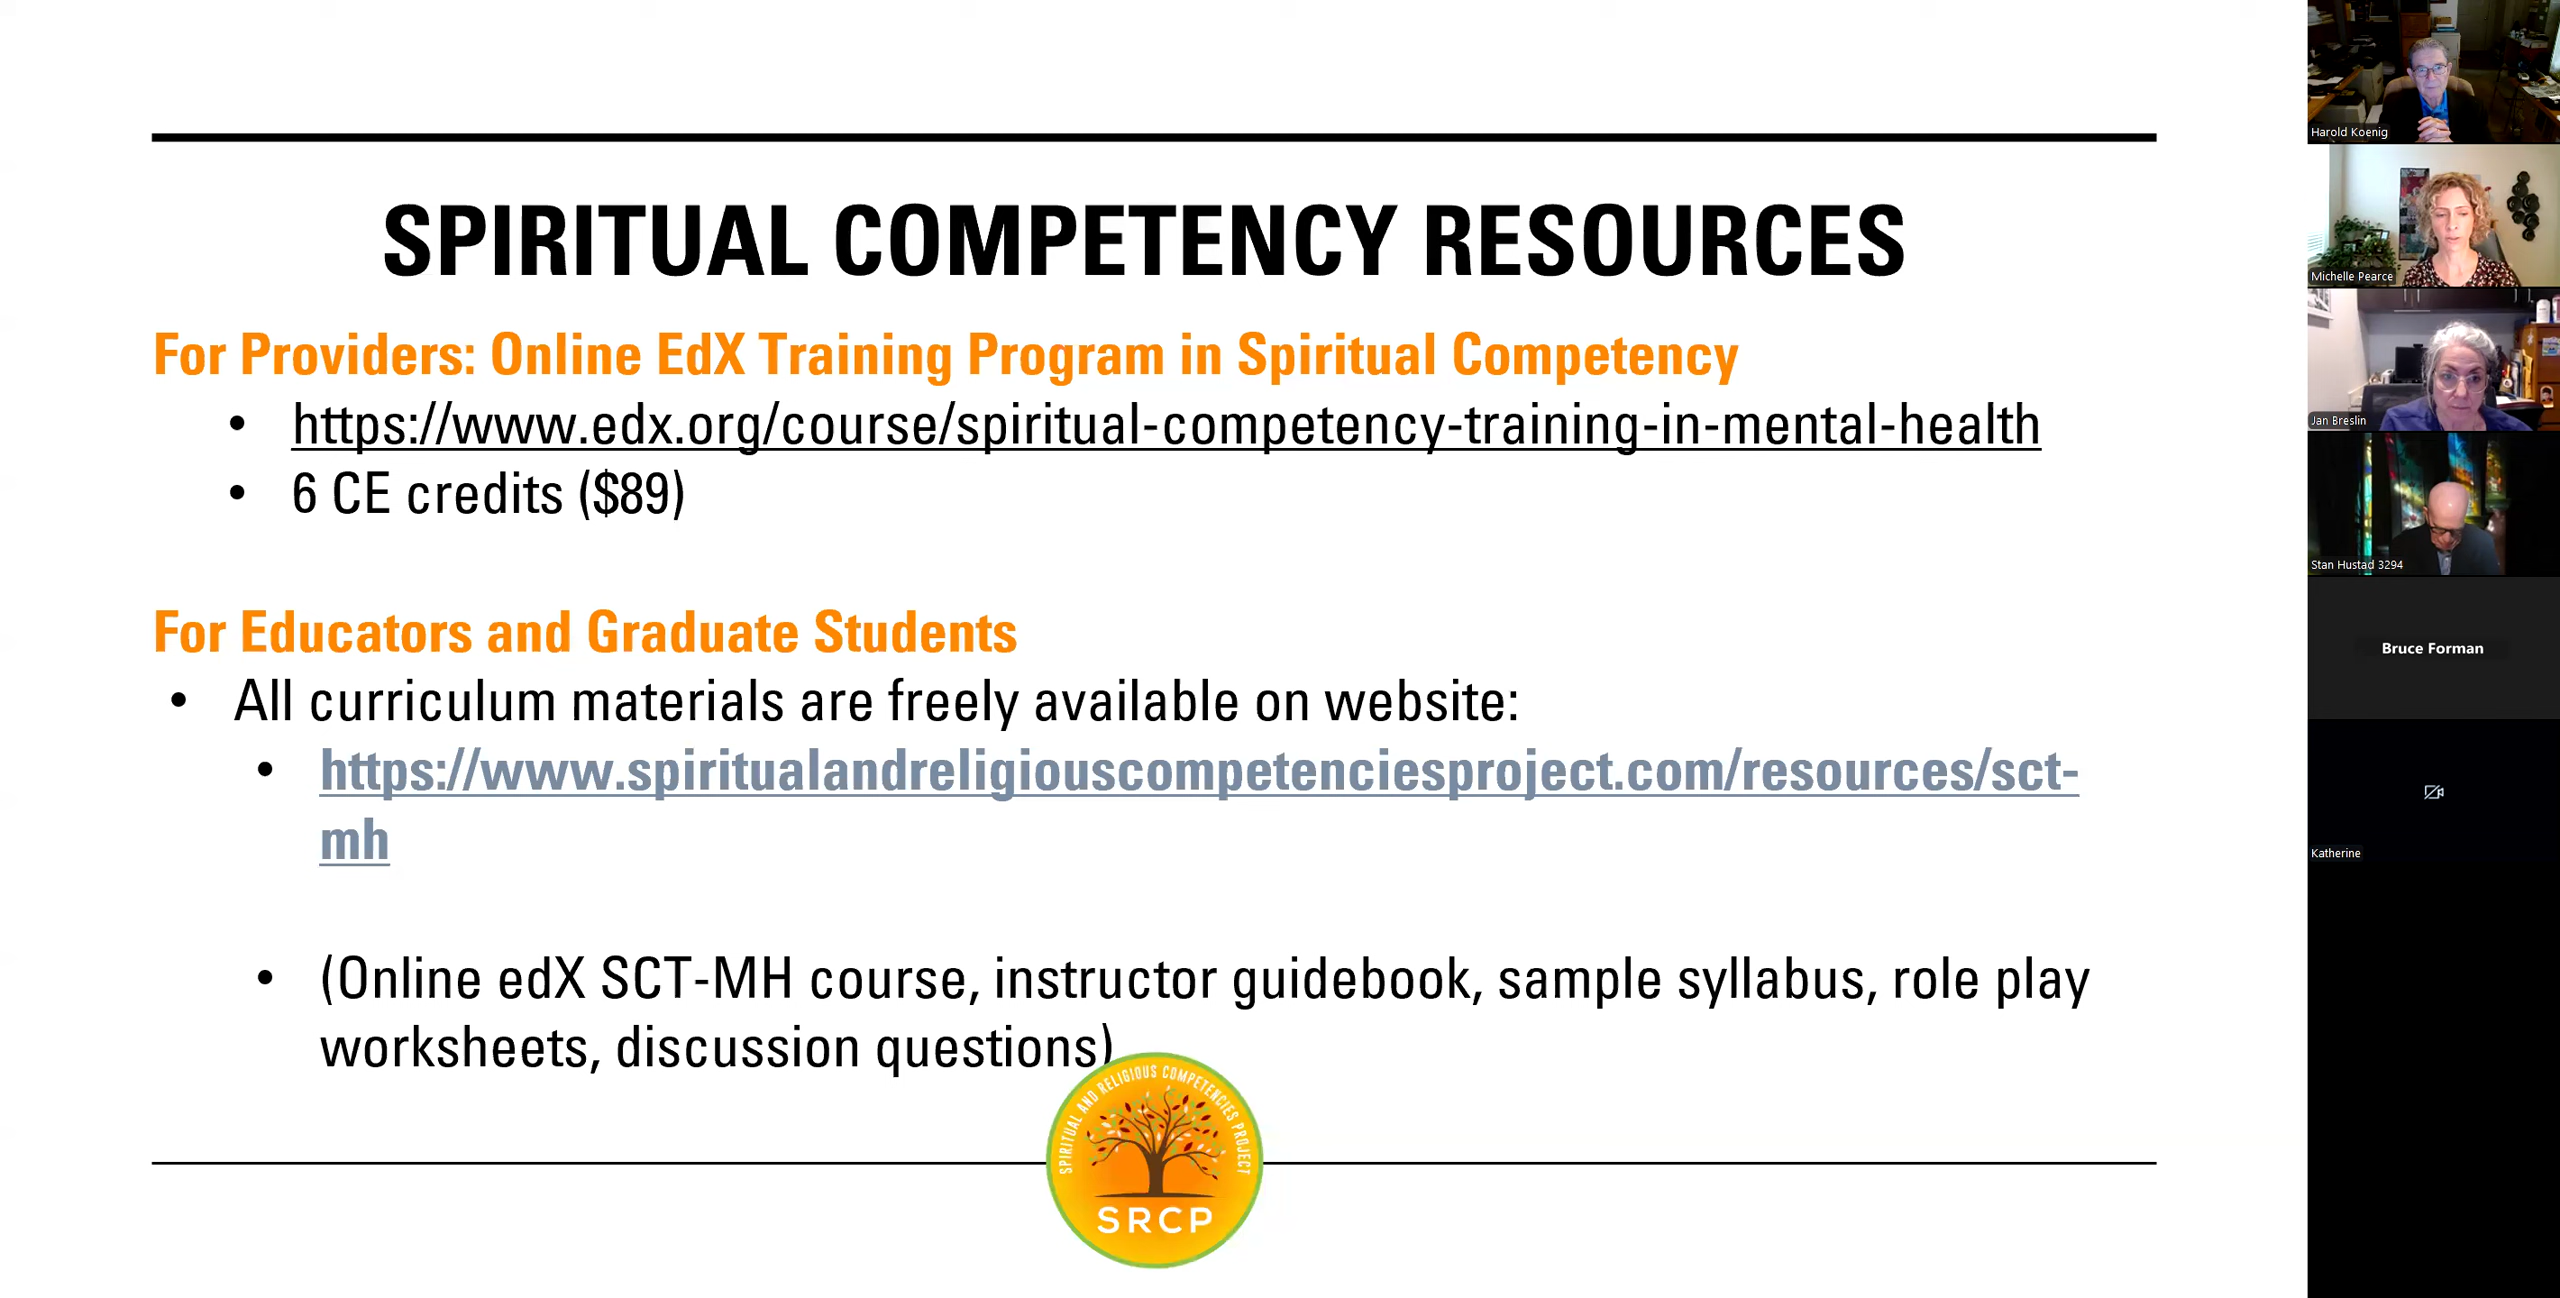 SPIRITUAL COMPETENCY RESOURCES
For Providers: Online EdX Training Program in Spiritual Competency
• https://www.edx.org/course/spiritual-competency-training-in-mental-health
• 6 CE credits ($89)
For Educators and Graduate Students
• All curriculum materials are freely available on website:
• https://www.spiritualandreligiouscompetenciesproject.com/resources/sct-
mh
• (Online edX SCT-MH course, instructor guidebook, sample syllabus, role play
worksheets, discussion questions)
SPIRITUAL AND RELIGIOUS COMPETENCIES PROJECT
SRCP
Harold Koenig
Michelle Pearce
Jan Breslin
Stan Hustad 3294
Bruce Forman
Katherine